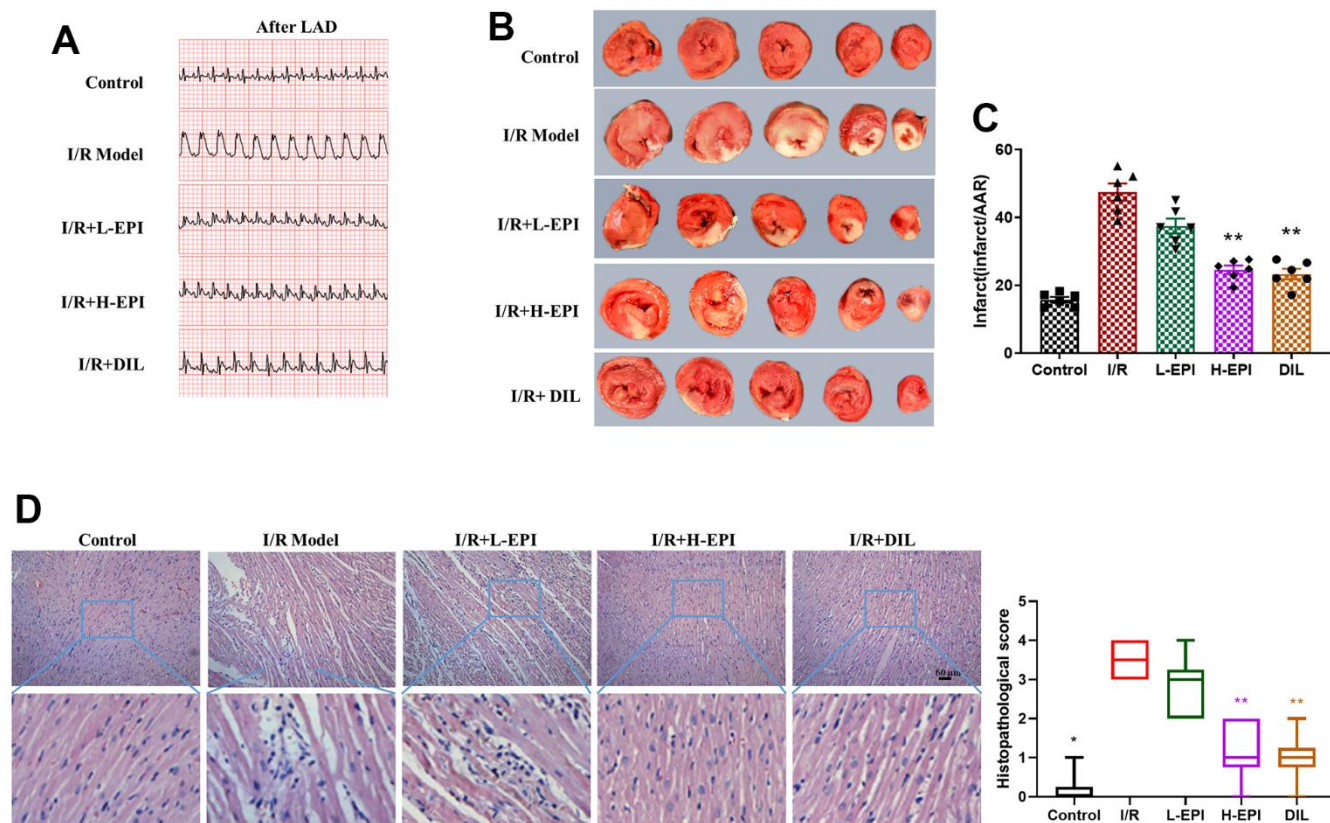 A
After LAD
Control
I/R Model
I/R+L-EPI
I/R+H-EPI
I/R+DIL
B
Control
I/R Model
I/R+L-EPI
I/R+H-EPI
I/R+ DIL
C
Infarct(infarct/AAR)
60
40
20
0
**
**
Control I/R L-EPI H-EPI DIL
D
Control I/R Model I/R+L-EPI I/R+H-EPI I/R+DIL
60 μm
Histopathological score
5
4
3
2
1
0
*
**
**
Control I/R L-EPI H-EPI DIL